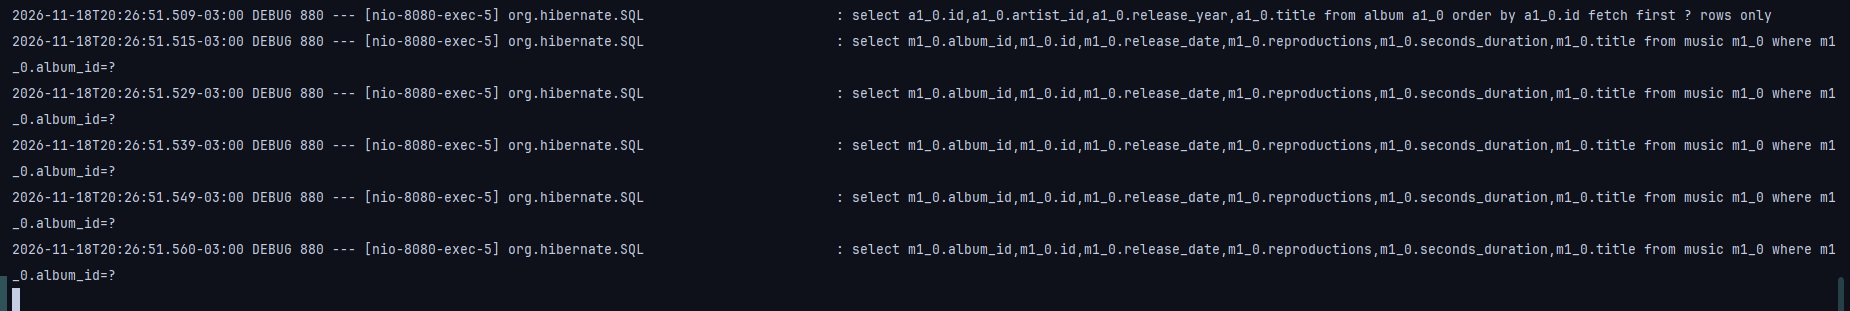 2026-11-18T20:26:51.509-03:00 DEBUG 880 --- [nio-8080-exec-5] org.hibernate.SQL                        : select a1_0.id,a1_0.artist_id,a1_0.release_year,a1_0.title from album a1_0 order by a1_0.id fetch first ? rows only
2026-11-18T20:26:51.515-03:00 DEBUG 880 --- [nio-8080-exec-5] org.hibernate.SQL                        : select m1_0.album_id,m1_0.id,m1_0.release_date,m1_0.reproductions,m1_0.seconds_duration,m1_0.title from music m1_0 where m1
_0.album_id=?
2026-11-18T20:26:51.529-03:00 DEBUG 880 --- [nio-8080-exec-5] org.hibernate.SQL                        : select m1_0.album_id,m1_0.id,m1_0.release_date,m1_0.reproductions,m1_0.seconds_duration,m1_0.title from music m1_0 where m1
_0.album_id=?
2026-11-18T20:26:51.539-03:00 DEBUG 880 --- [nio-8080-exec-5] org.hibernate.SQL                        : select m1_0.album_id,m1_0.id,m1_0.release_date,m1_0.reproductions,m1_0.seconds_duration,m1_0.title from music m1_0 where m1
_0.album_id=?
2026-11-18T20:26:51.549-03:00 DEBUG 880 --- [nio-8080-exec-5] org.hibernate.SQL                        : select m1_0.album_id,m1_0.id,m1_0.release_date,m1_0.reproductions,m1_0.seconds_duration,m1_0.title from music m1_0 where m1
_0.album_id=?
2026-11-18T20:26:51.560-03:00 DEBUG 880 --- [nio-8080-exec-5] org.hibernate.SQL                        : select m1_0.album_id,m1_0.id,m1_0.release_date,m1_0.reproductions,m1_0.seconds_duration,m1_0.title from music m1_0 where m1
_0.album_id=?